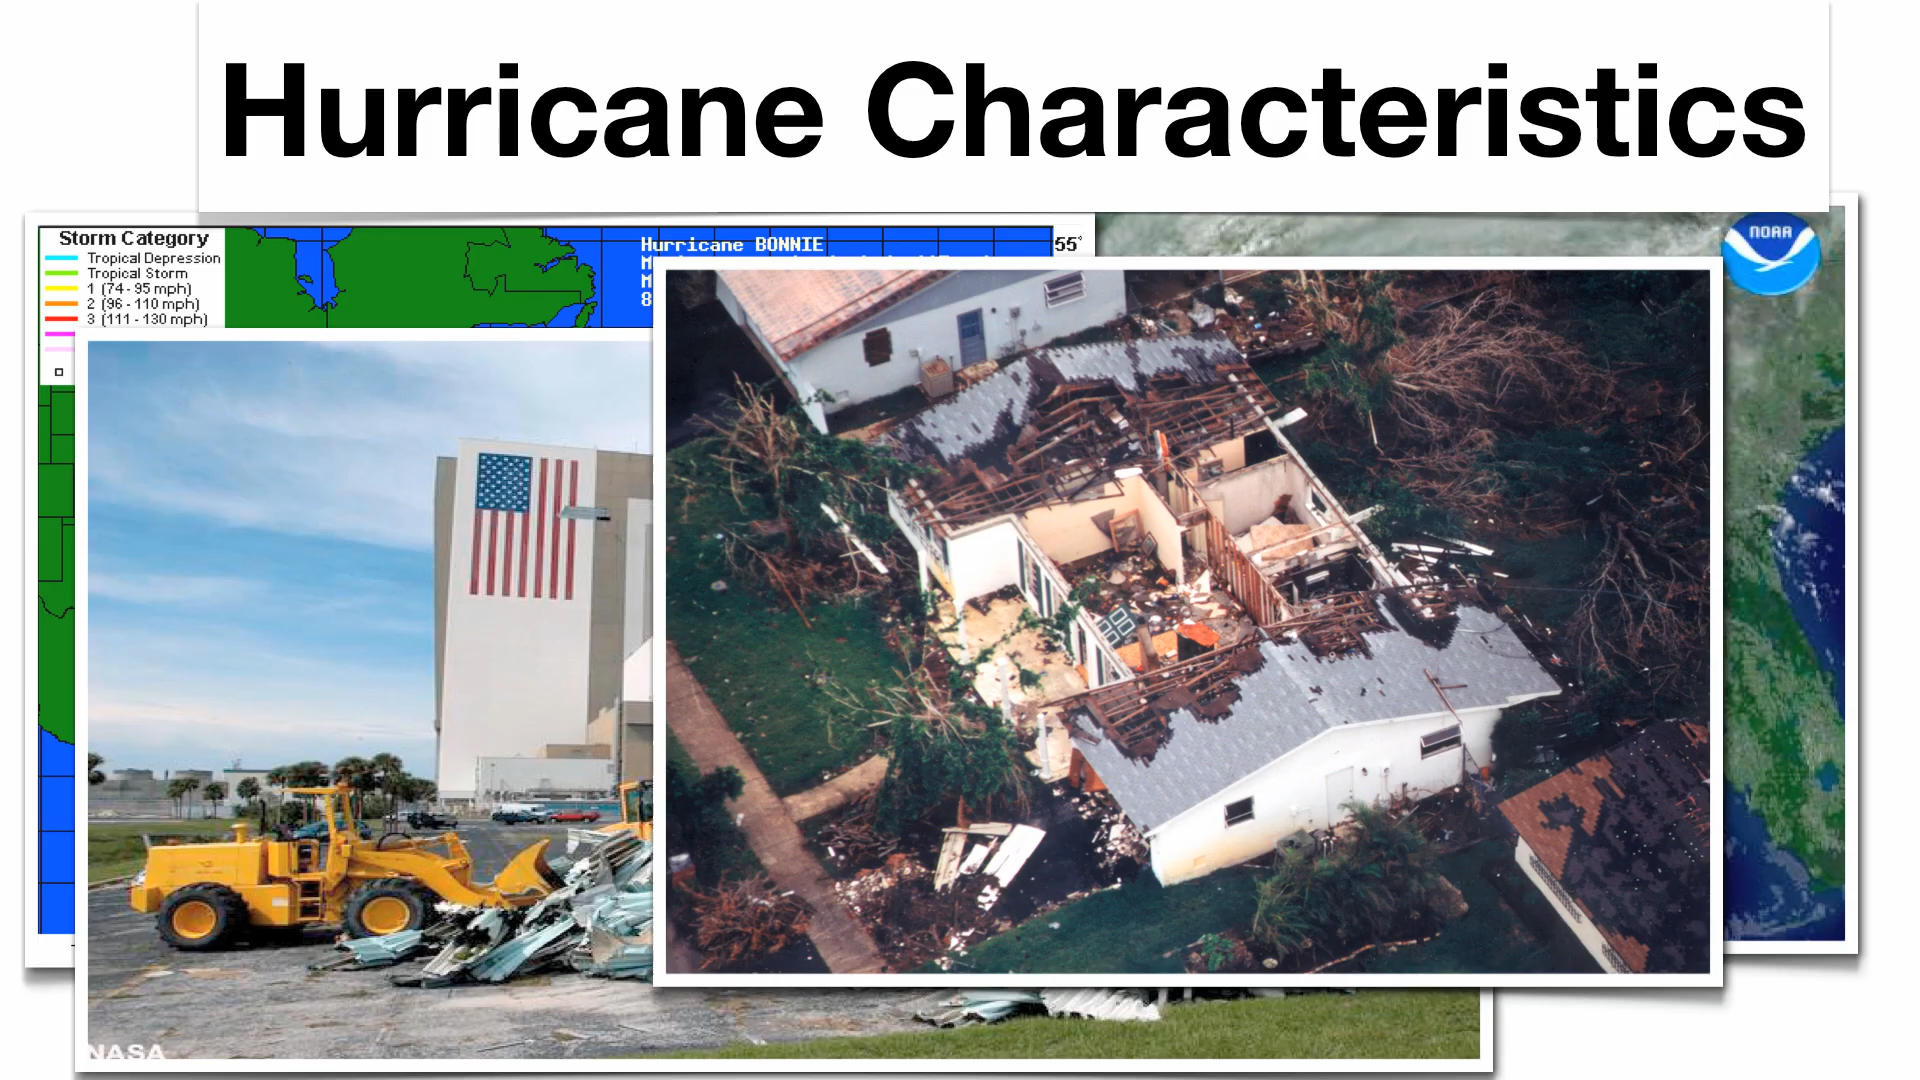 Hurricane Characteristics
Storm Category
Tropical Depression
Tropical Storm
1 (74 - 95 mph)
2 (96 - 110 mph)
3 (111 - 130 mph)
Hurricane BONNIE
M
M
8
55°
NOAA
NASA